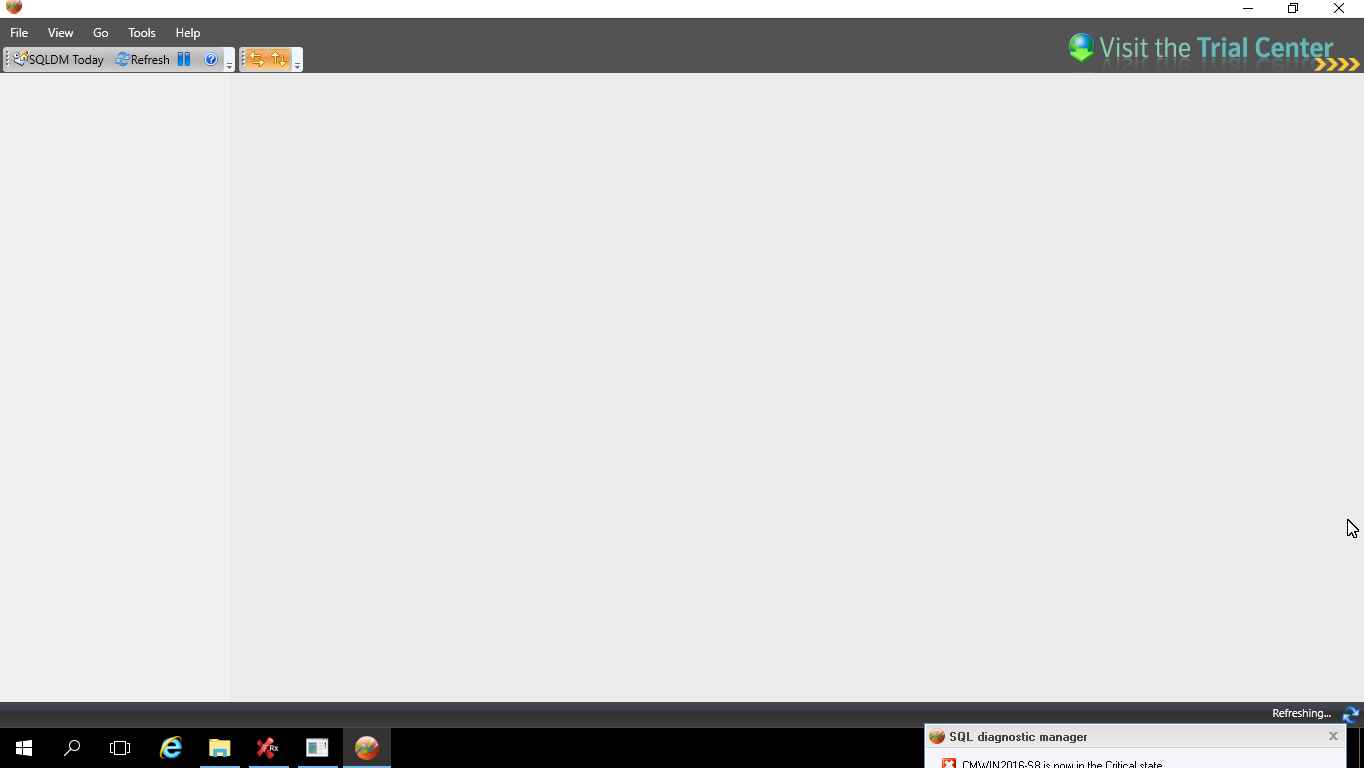 File View Go Tools Help
SQLDM Today Refresh
Visit the Trial Center
Refreshing...
Rx
SQL diagnostic manager
CMWIN2016-S8 is now in the Critical state